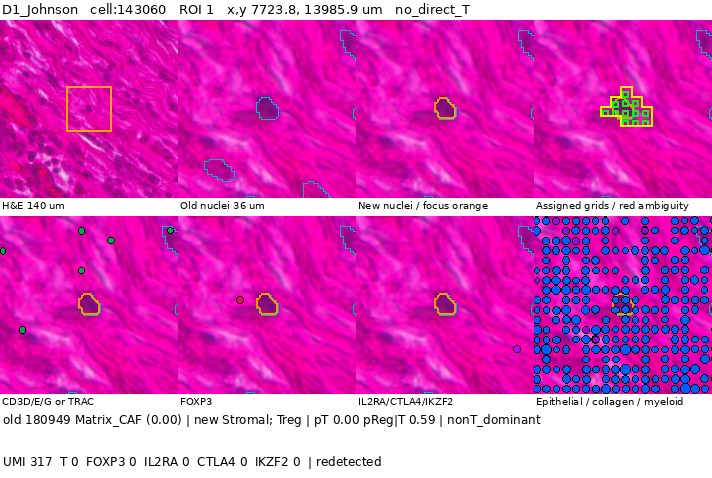 D1_Johnson   cell:143060   ROI 1   x,y 7723.8, 13985.9 um   no_direct_T
H&E 140 um
Old nuclei 36 um
New nuclei / focus orange
Assigned grids / red ambiguity
CD3D/E/G or TRAC
FOXP3
IL2RA/CTLA4/IKZF2
Epithelial / collagen / myeloid
old 180949 Matrix_CAF (0.00) | new Stromal; Treg | pT 0.00 pReg|T 0.59 | nonT_dominant
UMI 317  T 0  FOXP3 0  IL2RA 0  CTLA4 0  IKZF2 0  | redetected